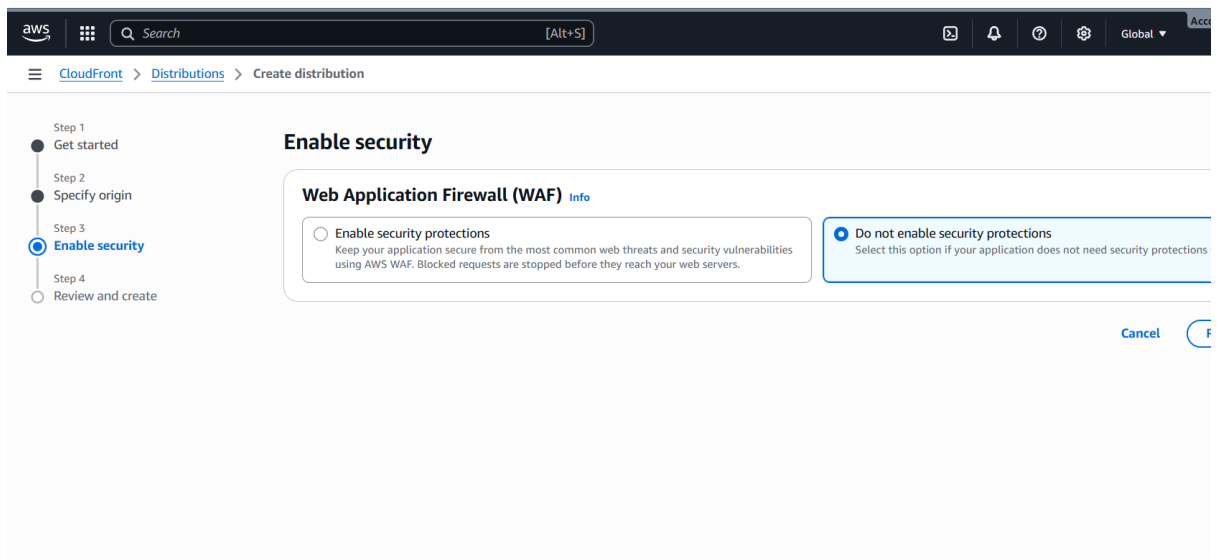 aws
Search
[Alt+S]
Global
CloudFront > Distributions > Create distribution
Step 1
Get started
Step 2
Specify origin
Step 3
Enable security
Step 4
Review and create
Enable security
Web Application Firewall (WAF) Info
Enable security protections
Keep your application secure from the most common web threats and security vulnerabilities
using AWS WAF. Blocked requests are stopped before they reach your web servers.
Do not enable security protections
Select this option if your application does not need security protections
Cancel